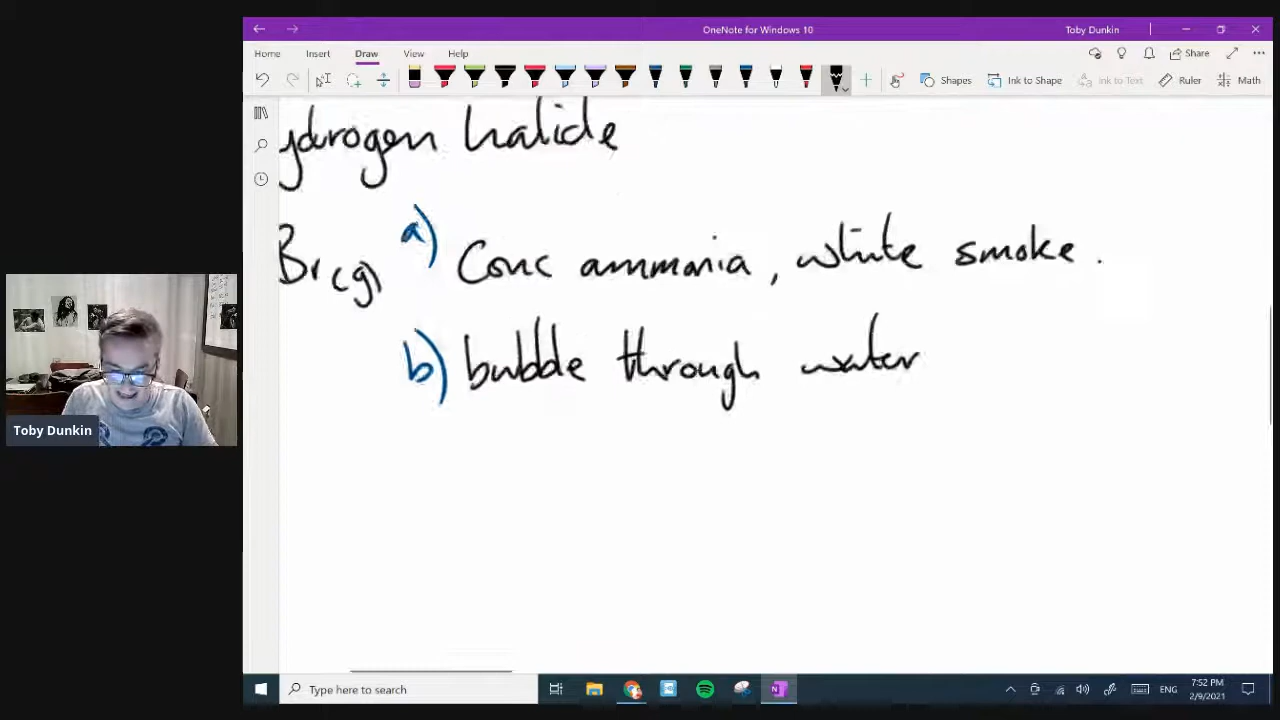 OneNote for Windows 10
Toby Dunkin
Home Insert Draw View Help
Share
Shapes Ink to Shape Ink to Text Ruler Math
ydrogen halide
Br(g) a) Conc ammonia, white smoke.
b) bubble through water
Toby Dunkin
Type here to search
ENG
7:52 PM
2/9/2021